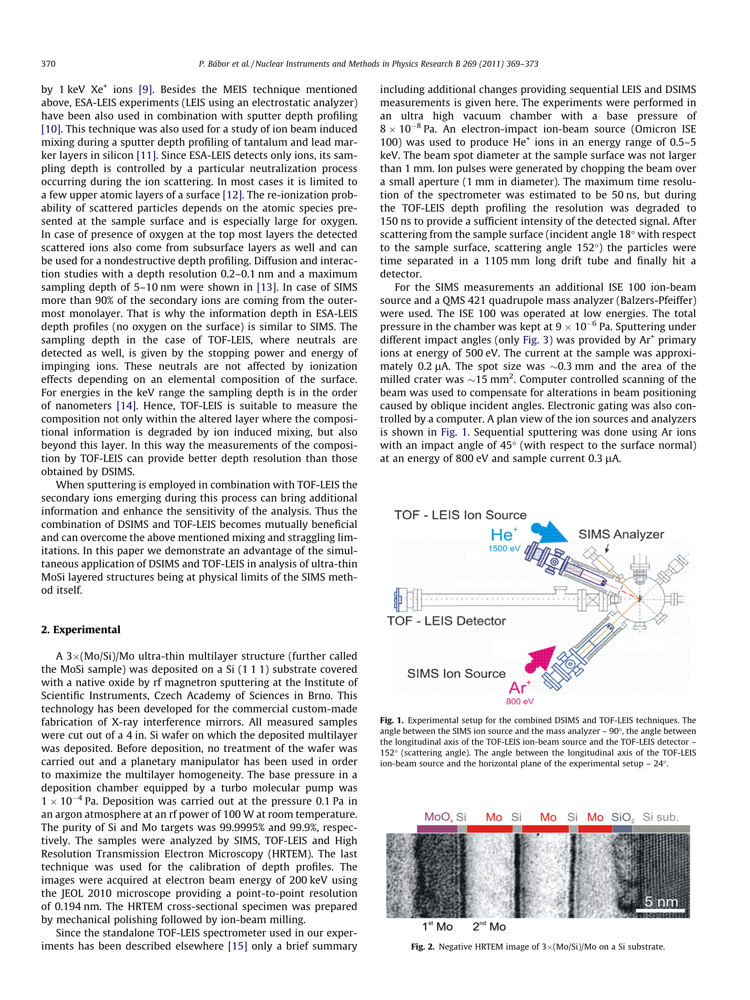 370
P. Bábor et al. / Nuclear Instruments and Methods in Physics Research B 269 (2011) 369–373
by 1 keV Xe⁺ ions [9]. Besides the MEIS technique mentioned
above, ESA-LEIS experiments (LEIS using an electrostatic analyzer)
have been also used in combination with sputter depth profiling
[10]. This technique was also used for a study of ion beam induced
mixing during a sputter depth profiling of tantalum and lead mar-
ker layers in silicon [11]. Since ESA-LEIS detects only ions, its sam-
pling depth is controlled by a particular neutralization process
occurring during the ion scattering. In most cases it is limited to
a few upper atomic layers of a surface [12]. The re-ionization prob-
ability of scattered particles depends on the atomic species pre-
sented at the sample surface and is especially large for oxygen.
In case of presence of oxygen at the top most layers the detected
scattered ions also come from subsurface layers as well and can
be used for a nondestructive depth profiling. Diffusion and interac-
tion studies with a depth resolution 0.2–0.1 nm and a maximum
sampling depth of 5–10 nm were shown in [13]. In case of SIMS
more than 90% of the secondary ions are coming from the outer-
most monolayer. That is why the information depth in ESA-LEIS
depth profiles (no oxygen on the surface) is similar to SIMS. The
sampling depth in the case of TOF-LEIS, where neutrals are
detected as well, is given by the stopping power and energy of
impinging ions. These neutrals are not affected by ionization
effects depending on an elemental composition of the surface.
For energies in the keV range the sampling depth is in the order
of nanometers [14]. Hence, TOF-LEIS is suitable to measure the
composition not only within the altered layer where the composi-
tional information is degraded by ion induced mixing, but also
beyond this layer. In this way the measurements of the composi-
tion by TOF-LEIS can provide better depth resolution than those
obtained by DSIMS.
When sputtering is employed in combination with TOF-LEIS the
secondary ions emerging during this process can bring additional
information and enhance the sensitivity of the analysis. Thus the
combination of DSIMS and TOF-LEIS becomes mutually beneficial
and can overcome the above mentioned mixing and straggling lim-
itations. In this paper we demonstrate an advantage of the simul-
taneous application of DSIMS and TOF-LEIS in analysis of ultra-thin
MoSi layered structures being at physical limits of the SIMS meth-
od itself.
2. Experimental
A 3×(Mo/Si)/Mo ultra-thin multilayer structure (further called
the MoSi sample) was deposited on a Si (1 1 1) substrate covered
with a native oxide by rf magnetron sputtering at the Institute of
Scientific Instruments, Czech Academy of Sciences in Brno. This
technology has been developed for the commercial custom-made
fabrication of X-ray interference mirrors. All measured samples
were cut out of a 4 in. Si wafer on which the deposited multilayer
was deposited. Before deposition, no treatment of the wafer was
carried out and a planetary manipulator has been used in order
to maximize the multilayer homogeneity. The base pressure in a
deposition chamber equipped by a turbo molecular pump was
1 × 10⁻⁴ Pa. Deposition was carried out at the pressure 0.1 Pa in
an argon atmosphere at an rf power of 100 W at room temperature.
The purity of Si and Mo targets was 99.9995% and 99.9%, respec-
tively. The samples were analyzed by SIMS, TOF-LEIS and High
Resolution Transmission Electron Microscopy (HRTEM). The last
technique was used for the calibration of depth profiles. The
images were acquired at electron beam energy of 200 keV using
the JEOL 2010 microscope providing a point-to-point resolution
of 0.194 nm. The HRTEM cross-sectional specimen was prepared
by mechanical polishing followed by ion-beam milling.
Since the standalone TOF-LEIS spectrometer used in our exper-
iments has been described elsewhere [15] only a brief summary
including additional changes providing sequential LEIS and DSIMS
measurements is given here. The experiments were performed in
an ultra high vacuum chamber with a base pressure of
8 × 10⁻⁸ Pa. An electron-impact ion-beam source (Omicron ISE
100) was used to produce He⁺ ions in an energy range of 0.5–5
keV. The beam spot diameter at the sample surface was not larger
than 1 mm. Ion pulses were generated by chopping the beam over
a small aperture (1 mm in diameter). The maximum time resolu-
tion of the spectrometer was estimated to be 50 ns, but during
the TOF-LEIS depth profiling the resolution was degraded to
150 ns to provide a sufficient intensity of the detected signal. After
scattering from the sample surface (incident angle 18° with respect
to the sample surface, scattering angle 152°) the particles were
time separated in a 1105 mm long drift tube and finally hit a
detector.
For the SIMS measurements an additional ISE 100 ion-beam
source and a QMS 421 quadrupole mass analyzer (Balzers-Pfeiffer)
were used. The ISE 100 was operated at low energies. The total
pressure in the chamber was kept at 9 × 10⁻⁶ Pa. Sputtering under
different impact angles (only Fig. 3) was provided by Ar⁺ primary
ions at energy of 500 eV. The current at the sample was approxi-
mately 0.2 μA. The spot size was ~0.3 mm and the area of the
milled crater was ~15 mm². Computer controlled scanning of the
beam was used to compensate for alterations in beam positioning
caused by oblique incident angles. Electronic gating was also con-
trolled by a computer. A plan view of the ion sources and analyzers
is shown in Fig. 1. Sequential sputtering was done using Ar ions
with an impact angle of 45° (with respect to the surface normal)
at an energy of 800 eV and sample current 0.3 μA.
TOF - LEIS Ion Source
He⁺
1500 eV
SIMS Analyzer
TOF - LEIS Detector
SIMS Ion Source
Ar⁺
800 eV
Fig. 1. Experimental setup for the combined DSIMS and TOF-LEIS techniques. The
angle between the SIMS ion source and the mass analyzer – 90°, the angle between
the longitudinal axis of the TOF-LEIS ion-beam source and the TOF-LEIS detector –
152° (scattering angle). The angle between the longitudinal axis of the TOF-LEIS
ion-beam source and the horizontal plane of the experimental setup – 24°.
MoOₓ Si Mo Si Mo Si Mo SiO₂ Si sub.
5 nm
1ˢᵗ Mo 2ⁿᵈ Mo
Fig. 2. Negative HRTEM image of 3×(Mo/Si)/Mo on a Si substrate.